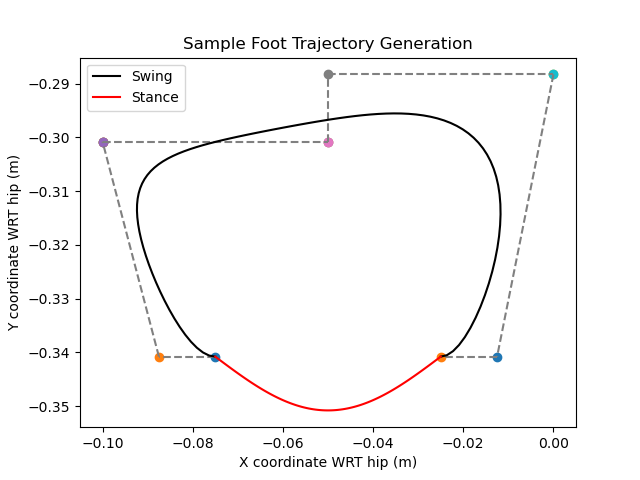 Sample Foot Trajectory Generation
Swing
Stance
−0.29
−0.30
−0.31
−0.32
−0.33
−0.34
−0.35
Y coordinate WRT hip (m)
−0.10
−0.08
−0.06
−0.04
−0.02
0.00
X coordinate WRT hip (m)